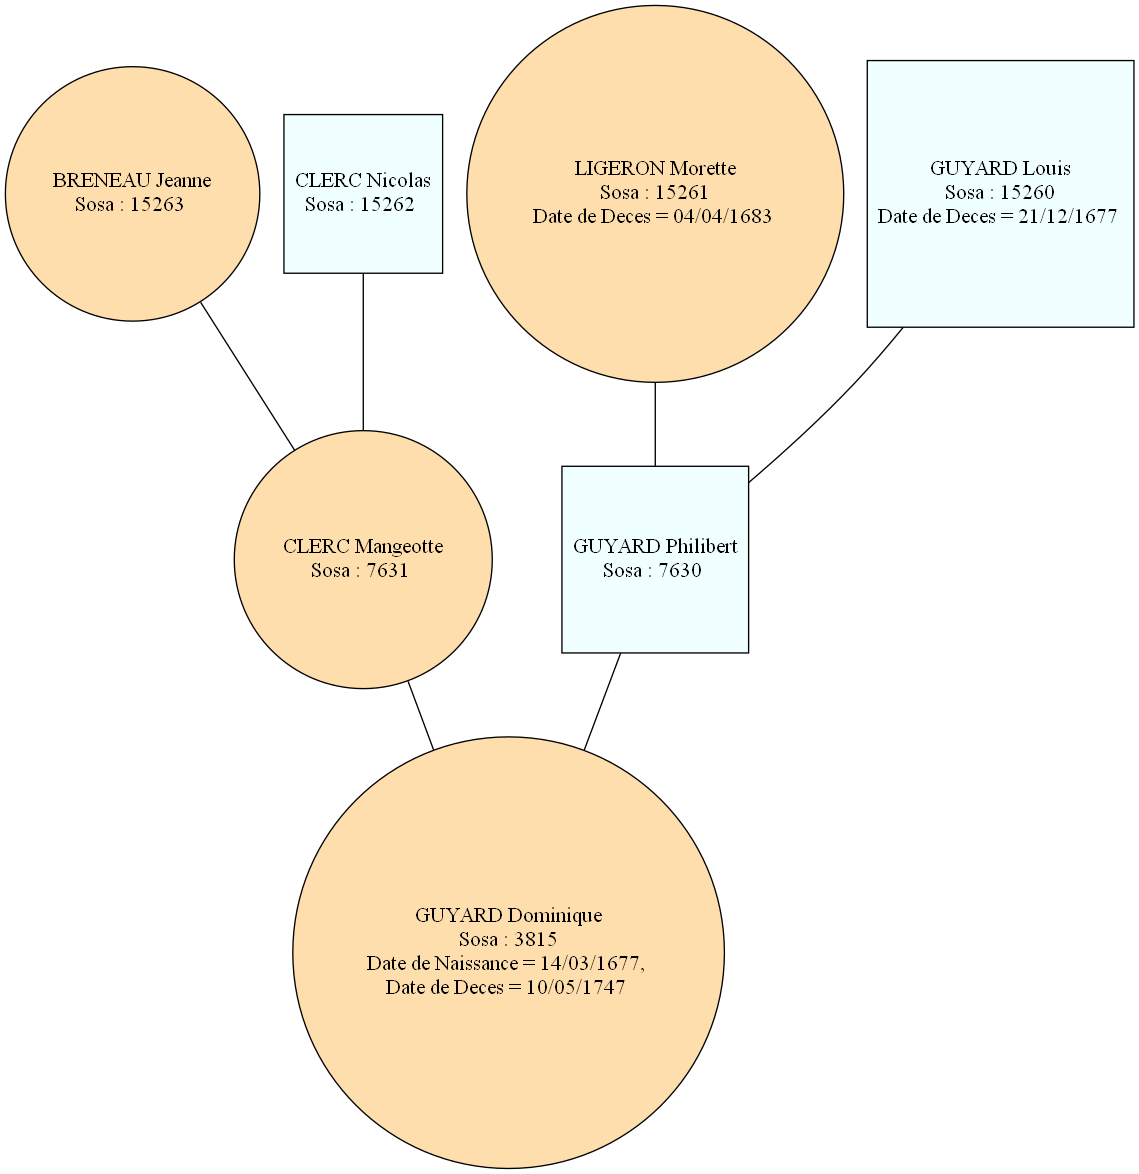 BRENEAU Jeanne
Sosa : 15263
CLERC Nicolas
Sosa : 15262
LIGERON Morette
Sosa : 15261
Date de Deces = 04/04/1683
GUYARD Louis
Sosa : 15260
Date de Deces = 21/12/1677
CLERC Mangeotte
Sosa : 7631
GUYARD Philibert
Sosa : 7630
GUYARD Dominique
Sosa : 3815
Date de Naissance = 14/03/1677,
Date de Deces = 10/05/1747